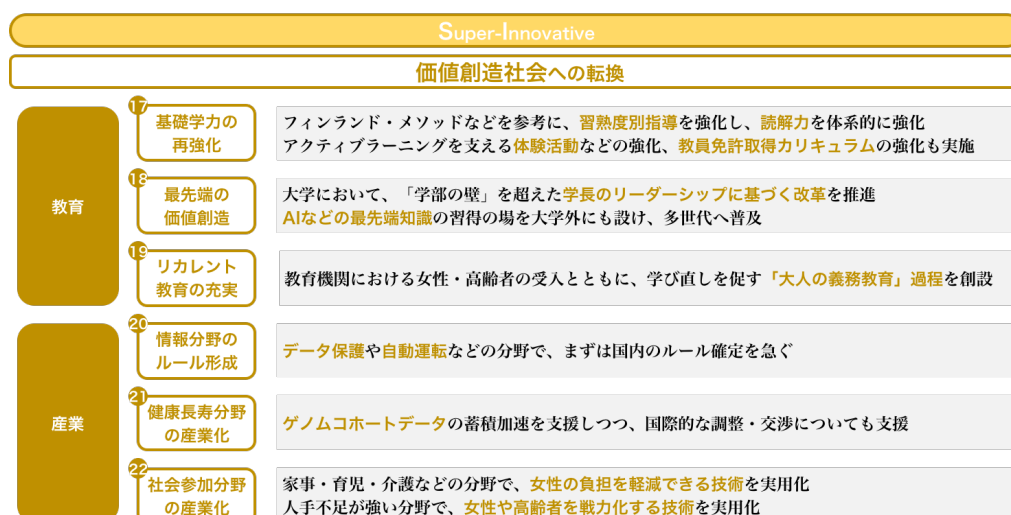 Super-Innovative
価値創造社会への転換
教育
17
基礎学力の
再強化
フィンランド・メソッドなどを参考に、習熟度別指導を強化し、読解力を体系的に強化
アクティブラーニングを支える体験活動などの強化、教員免許取得カリキュラムの強化も実施
18
最先端の
価値創造
大学において、「学部の壁」を超えた学長のリーダーシップに基づく改革を推進
AIなどの最先端知識の習得の場を大学外にも設け、多世代へ普及
19
リカレント
教育の充実
教育機関における女性・高齢者の受入とともに、学び直しを促す「大人の義務教育」過程を創設
産業
20
情報分野の
ルール形成
データ保護や自動運転などの分野で、まずは国内のルール確定を急ぐ
21
健康長寿分野
の産業化
ゲノムコホートデータの蓄積加速を支援しつつ、国際的な調整・交渉についても支援
22
社会参加分野
の産業化
家事・育児・介護などの分野で、女性の負担を軽減できる技術を実用化
人手不足が強い分野で、女性や高齢者を戦力化する技術を実用化